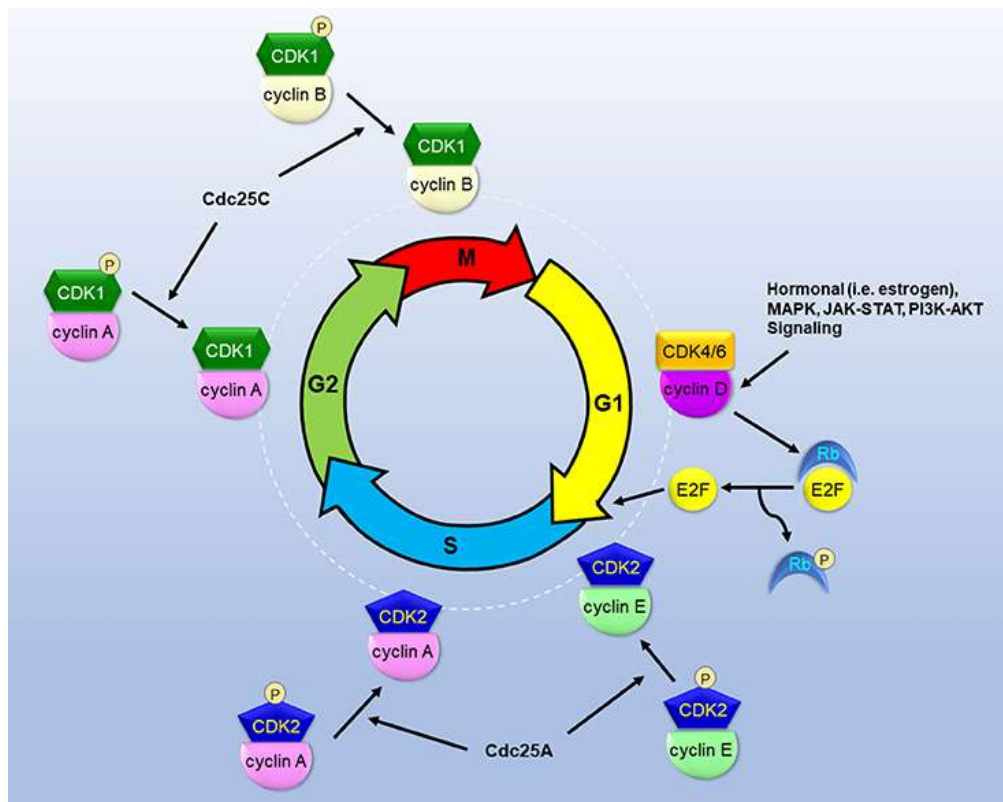 P
CDK1
cyclin B
CDK1
cyclin B
Cdc25C
P
CDK1
cyclin A
CDK1
cyclin A
M
G1
S
G2
Hormonal (i.e. estrogen),
MAPK, JAK-STAT, PI3K-AKT
Signaling
CDK4/6
cyclin D
Rb
E2F
E2F
Rb
P
CDK2
cyclin E
P
CDK2
cyclin E
CDK2
cyclin A
P
CDK2
cyclin A
Cdc25A